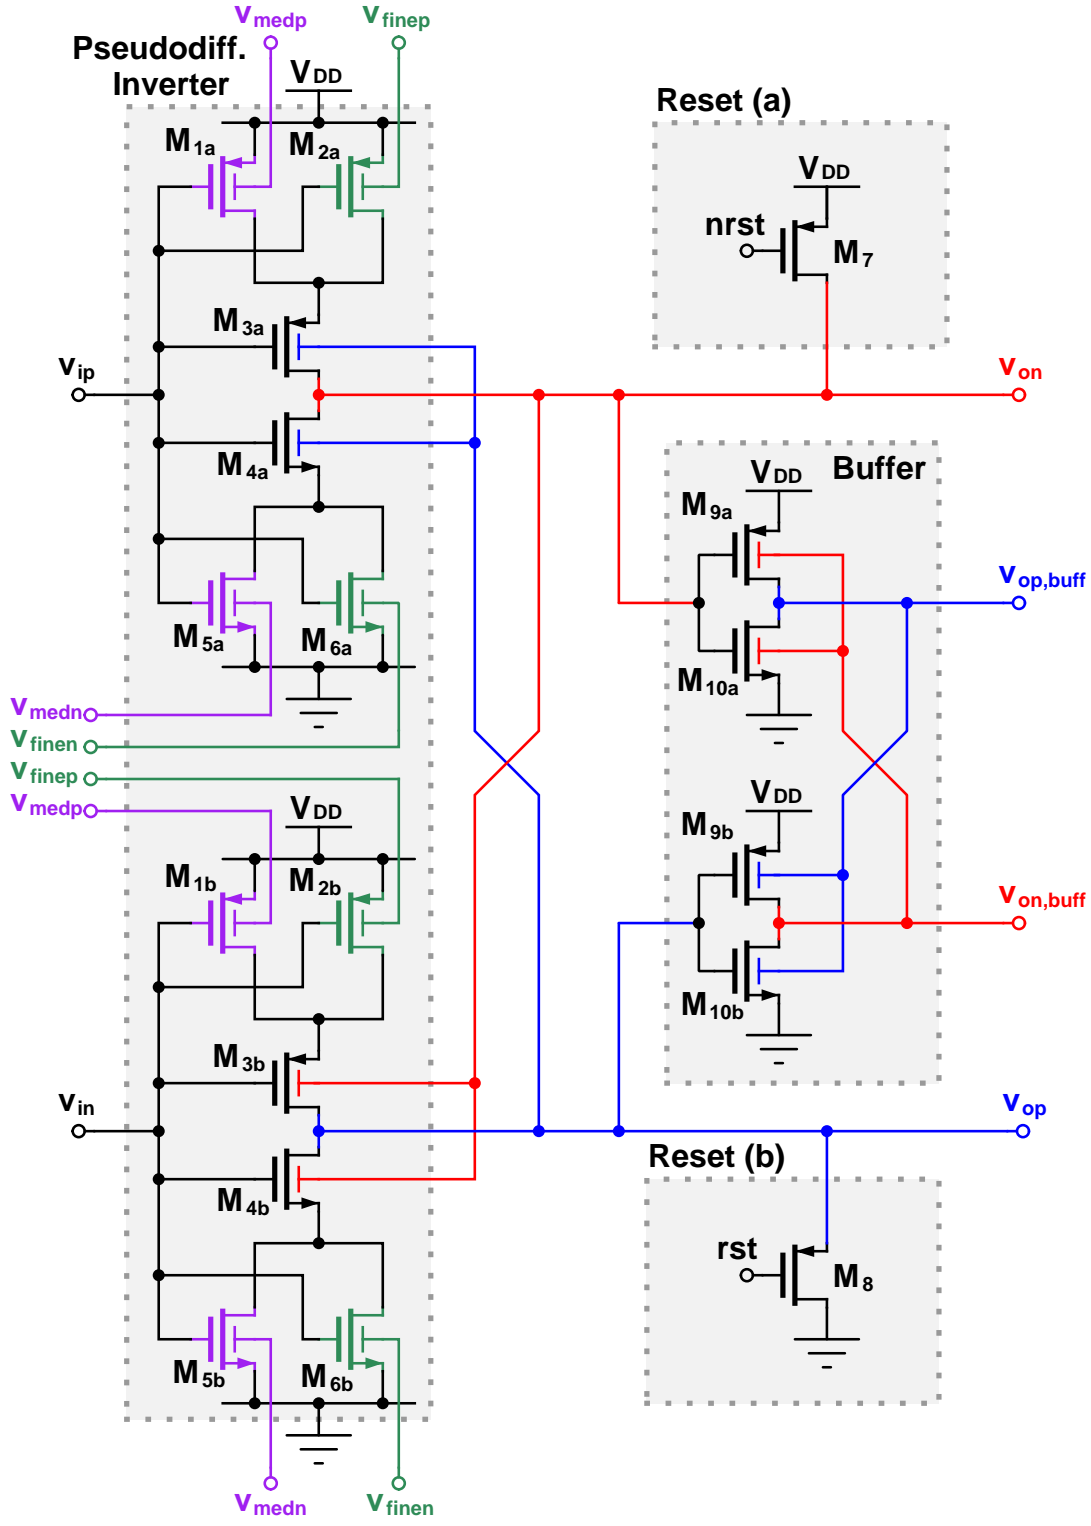 vmedp
vfinep
Pseudodiff.
Inverter
VDD
Reset (a)
M1a
M2a
VDD
nrst
M7
M3a
vip
von
M4a
Buffer
VDD
M9a
vop,buff
M5a
M6a
M10a
vmedn
vfinen
vfinep
vmedp
VDD
VDD
M9b
M1b
M2b
von,buff
M10b
M3b
vin
vop
Reset (b)
M4b
rst
M8
M5b
M6b
vmedn
vfinen